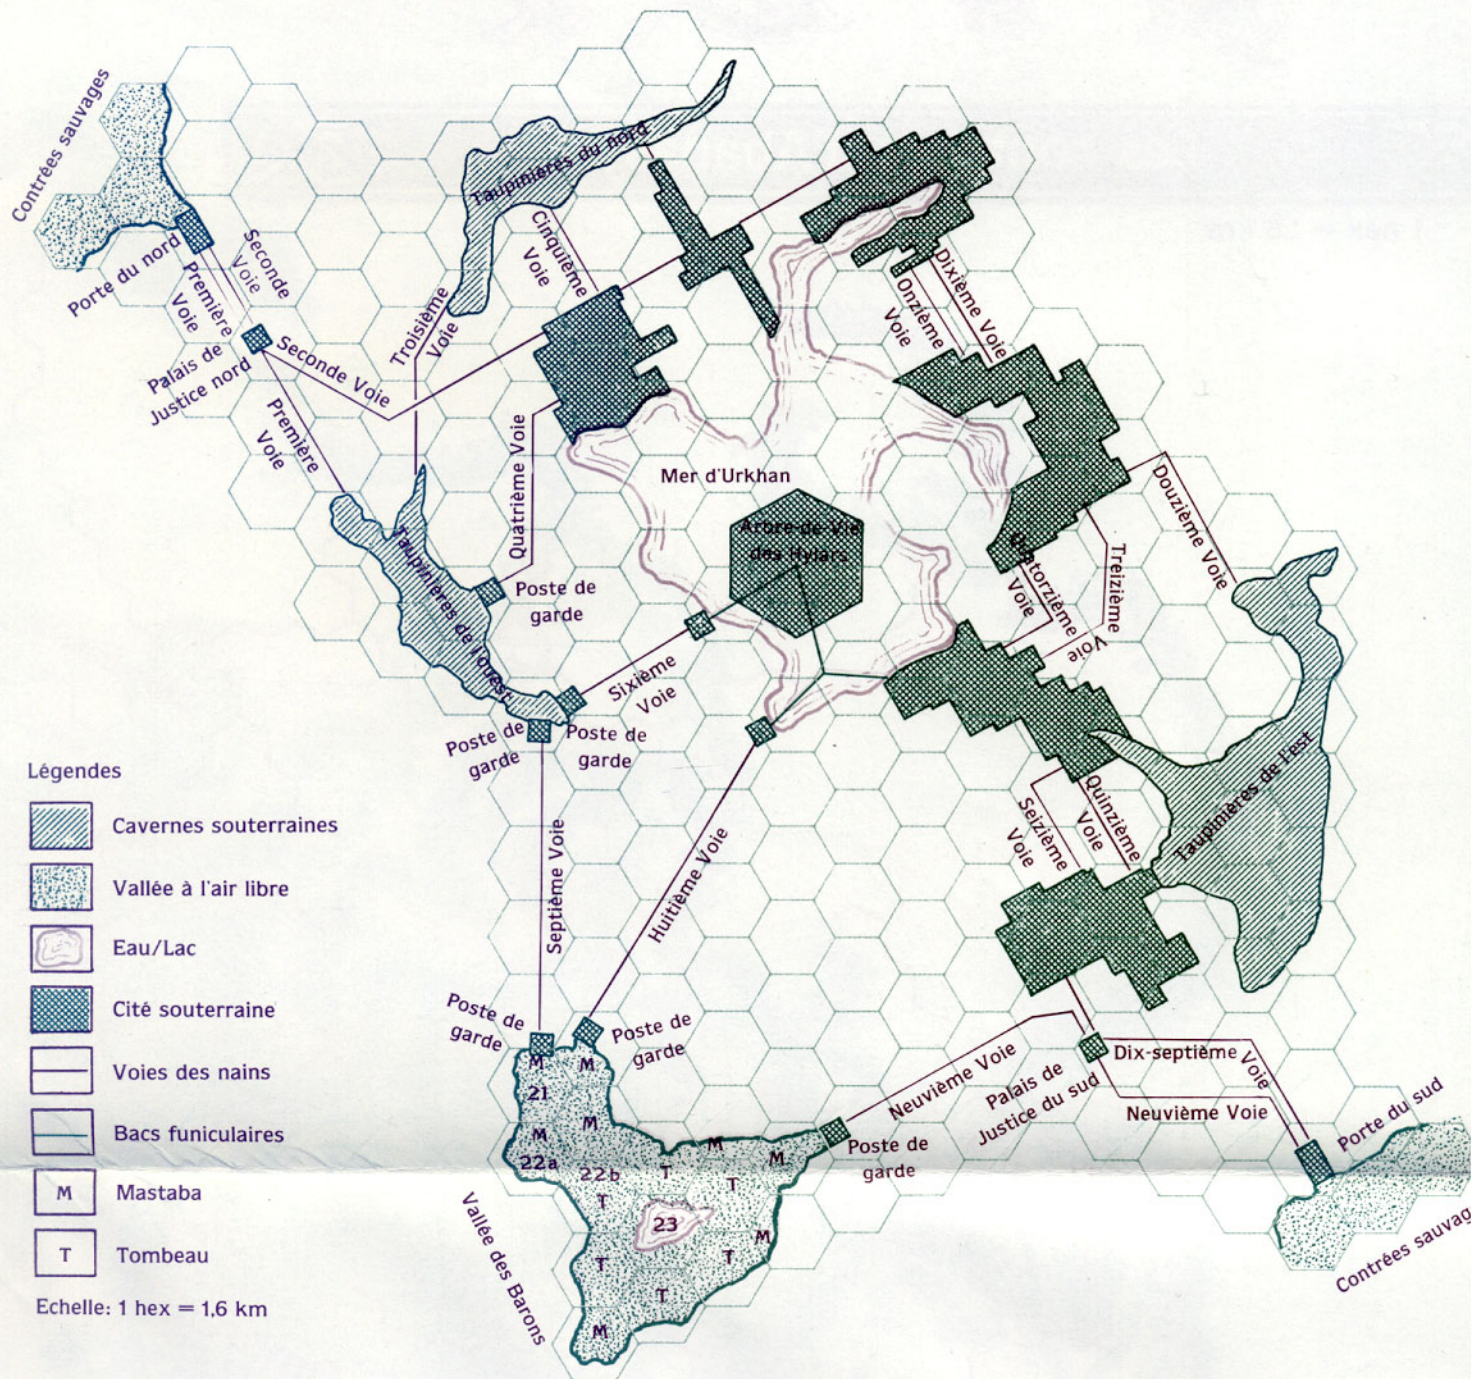 Contrées sauvages
Taupinières du nord
Porte du nord
Seconde
Voie
Première
Voie
Cinquième
Voie
Dixième Voie
Onzième
Voie
Troisième
Voie
Palais de
Justice nord
Seconde Voie
Première
Voie
Quatrième Voie
Mer d'Urkhan
Arbre-de-Vie
des Hylars
Douzième Voie
Treizième
Voie
Quatorzième
Voie
Taupinières de l'ouest
Poste de
garde
Sixième
Voie
Poste de
garde
Poste de
garde
Taupinières de l'est
Quinzième
Voie
Seizième
Voie
Septième Voie
Huitième Voie
Légendes
Cavernes souterraines
Vallée à l'air libre
Eau/Lac
Cité souterraine
Voies des nains
Bacs funiculaires
M Mastaba
T Tombeau
Echelle: 1 hex = 1,6 km
Poste de
garde
Poste de
garde
Neuvième Voie
Palais de
Justice du sud
Dix-septième
Voie
Neuvième Voie
Porte du sud
Contrées sauvag
Poste de
garde
M
M
21
M
M
22a
22b
M
M
T
T
T
23
M
T
T
T
M
Vallée des Barons